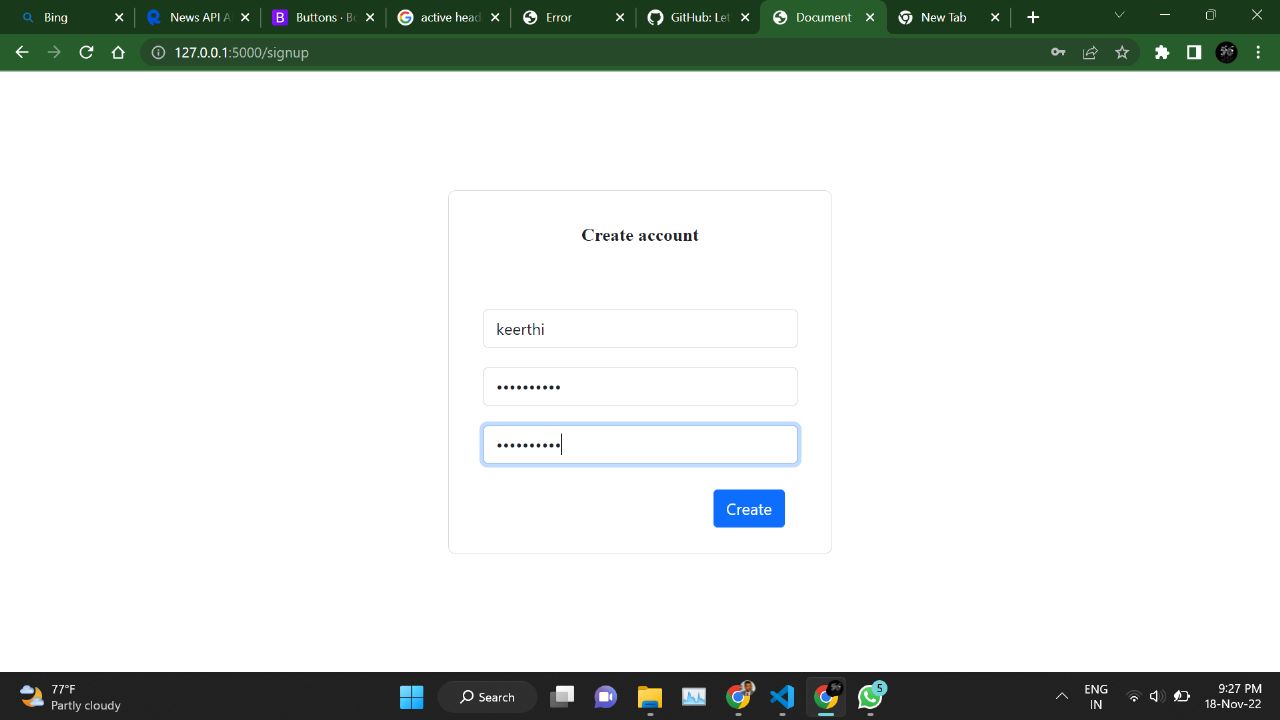 Bing
News API A
Buttons · Bo
active head
Error
GitHub: Let
Document
New Tab
127.0.0.1:5000/signup
Create account
keerthi
••••••••••
••••••••••
Create
77°F
Partly cloudy
Search
5
ENG
IN
9:27 PM
18-Nov-22